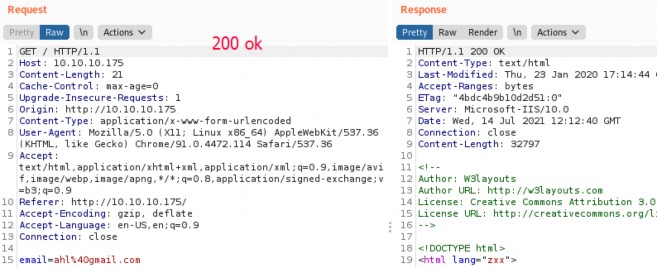 Request
Pretty Raw \n Actions
200 ok
1 GET / HTTP/1.1
2 Host: 10.10.10.175
3 Content-Length: 21
4 Cache-Control: max-age=0
5 Upgrade-Insecure-Requests: 1
6 Origin: http://10.10.10.175
7 Content-Type: application/x-www-form-urlencoded
8 User-Agent: Mozilla/5.0 (X11; Linux x86_64) AppleWebKit/537.36
(KHTML, like Gecko) Chrome/91.0.4472.114 Safari/537.36
9 Accept:
text/html,application/xhtml+xml,application/xml;q=0.9,image/avi
f,image/webp,image/apng,*/*;q=0.8,application/signed-exchange;v
=b3;q=0.9
10 Referer: http://10.10.10.175/
11 Accept-Encoding: gzip, deflate
12 Accept-Language: en-US,en;q=0.9
13 Connection: close
14
15 email=ahl%40gmail.com
Response
Pretty Raw Render \n Actions
1 HTTP/1.1 200 OK
2 Content-Type: text/html
3 Last-Modified: Thu, 23 Jan 2020 17:14:44
4 Accept-Ranges: bytes
5 ETag: "4bdc4b9b10d2d51:0"
6 Server: Microsoft-IIS/10.0
7 Date: Wed, 14 Jul 2021 12:12:40 GMT
8 Connection: close
9 Content-Length: 32797
10
11 <!--
12 Author: W3layouts
13 Author URL: http://w3layouts.com
14 License: Creative Commons Attribution 3.0
15 License URL: http://creativecommons.org/li
16 -->
17
18 <!DOCTYPE html>
19 <html lang="zxx">